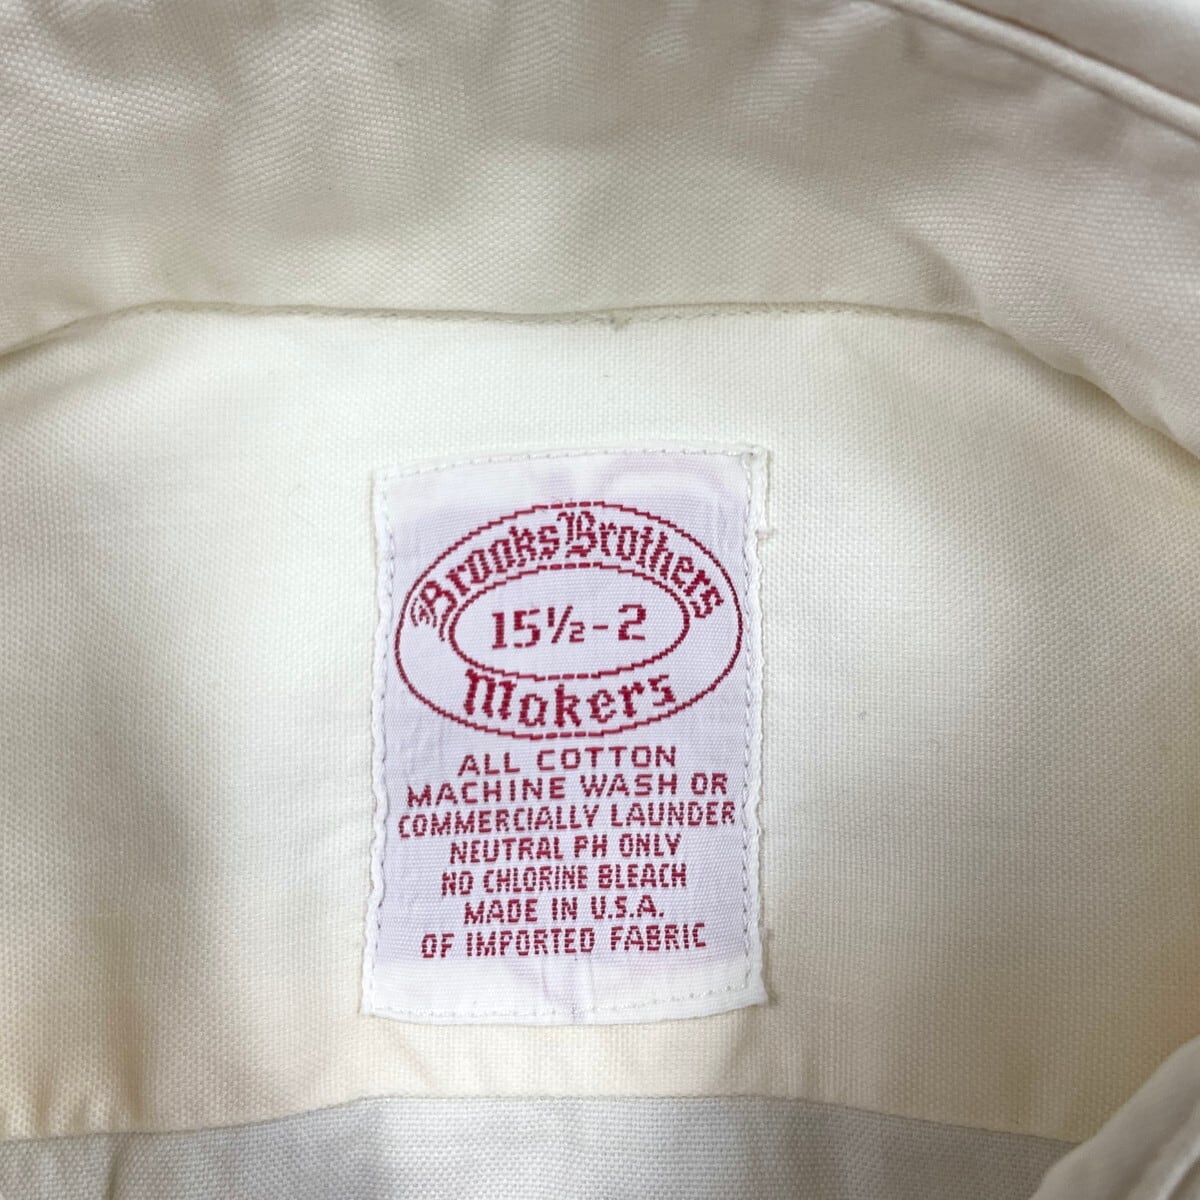 Brooks Brothers
15½-2
Makers
ALL COTTON
MACHINE WASH OR
COMMERCIALLY LAUNDER
NEUTRAL PH ONLY
NO CHLORINE BLEACH
MADE IN U.S.A.
OF IMPORTED FABRIC